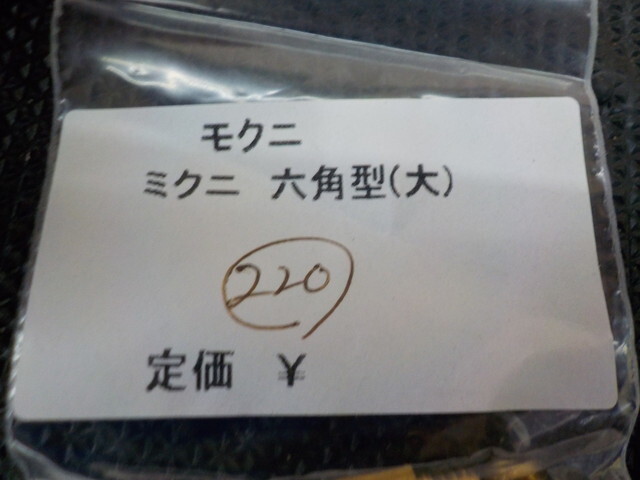 モクニ
ミクニ 六角型(大)
220
定価 ¥